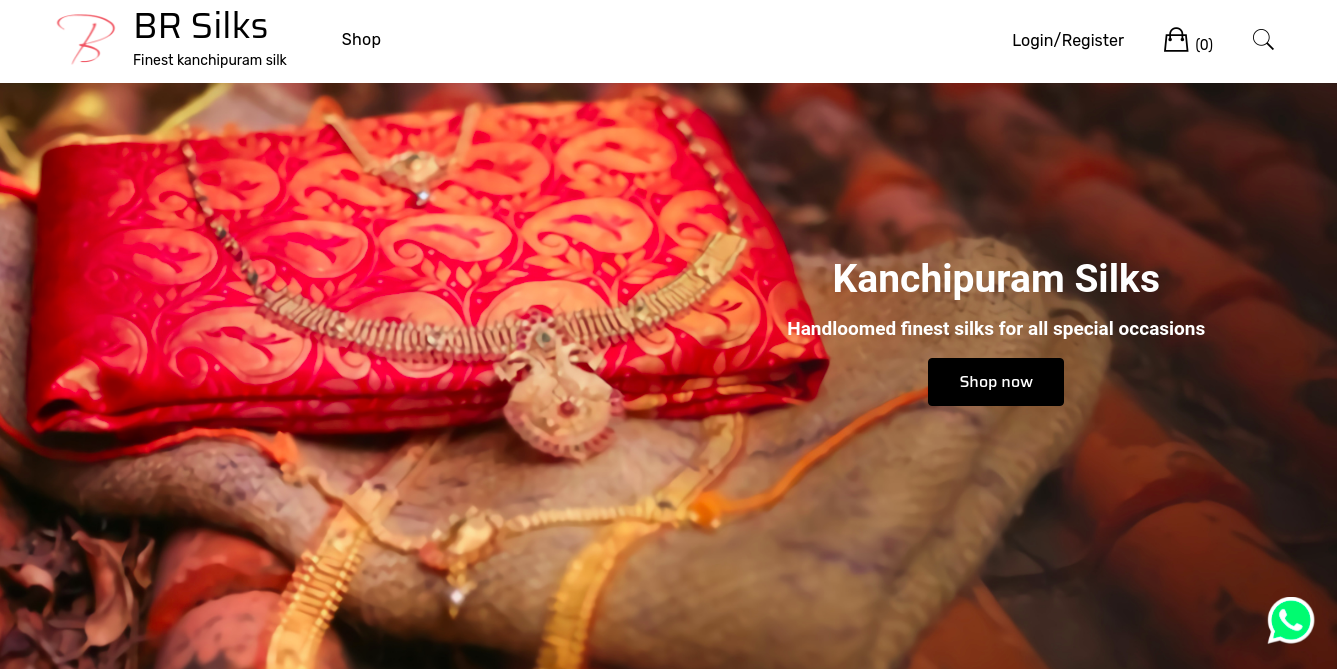 BR Silks
Finest kanchipuram silk
Shop
Login/Register
(0)
Kanchipuram Silks
Handloomed finest silks for all special occasions
Shop now